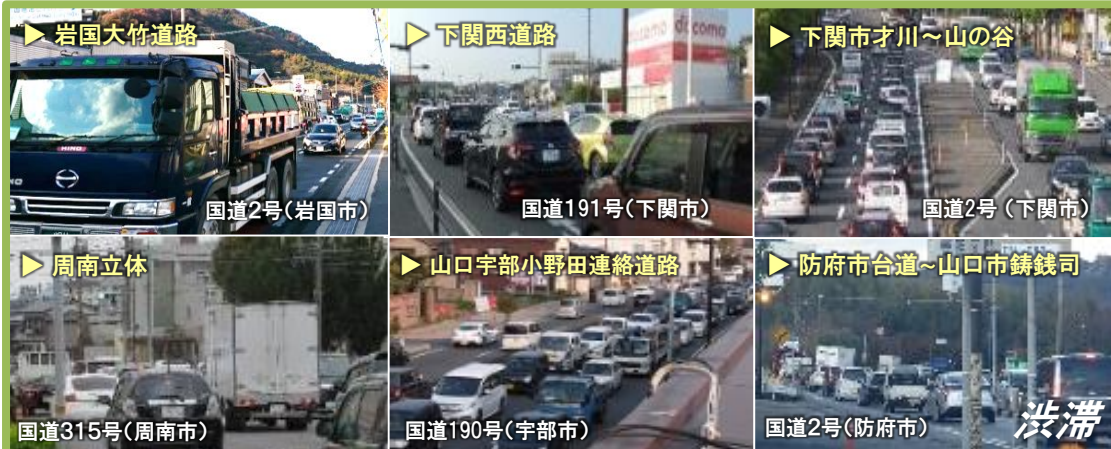 ▶ 岩国大竹道路
HINO
国道2号(岩国市)
▶ 下関西道路
docomo
国道191号(下関市)
▶ 下関市才川～山の谷
国道2号(下関市)
▶ 周南立体
国道315号(周南市)
▶ 山口宇部小野田連絡道路
国道190号(宇部市)
▶ 防府市台道~山口市鋳銭司
国道2号(防府市)
渋滞